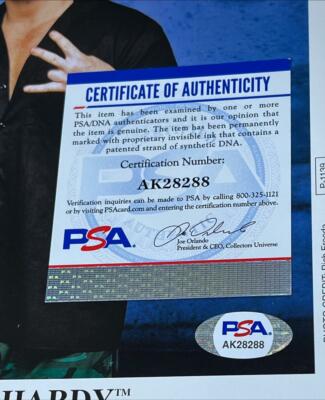 CERTIFICATE OF AUTHENTICITY
This item has been examined by one or more
PSA/DNA authenticators and it is our opinion that
the item is genuine. The item has been permanently
marked with proprietary invisible ink that contains a
patented strand of synthetic DNA.
Certification Number:
AK28288
Verification inquiries can be made to PSA by calling 800-325-1121
or by visiting PSAcard.com and entering the certification number above.
PSA.
Joe Orlando
President & CEO, Collectors Universe
P-1139
PSA
AK28288
HARDY™